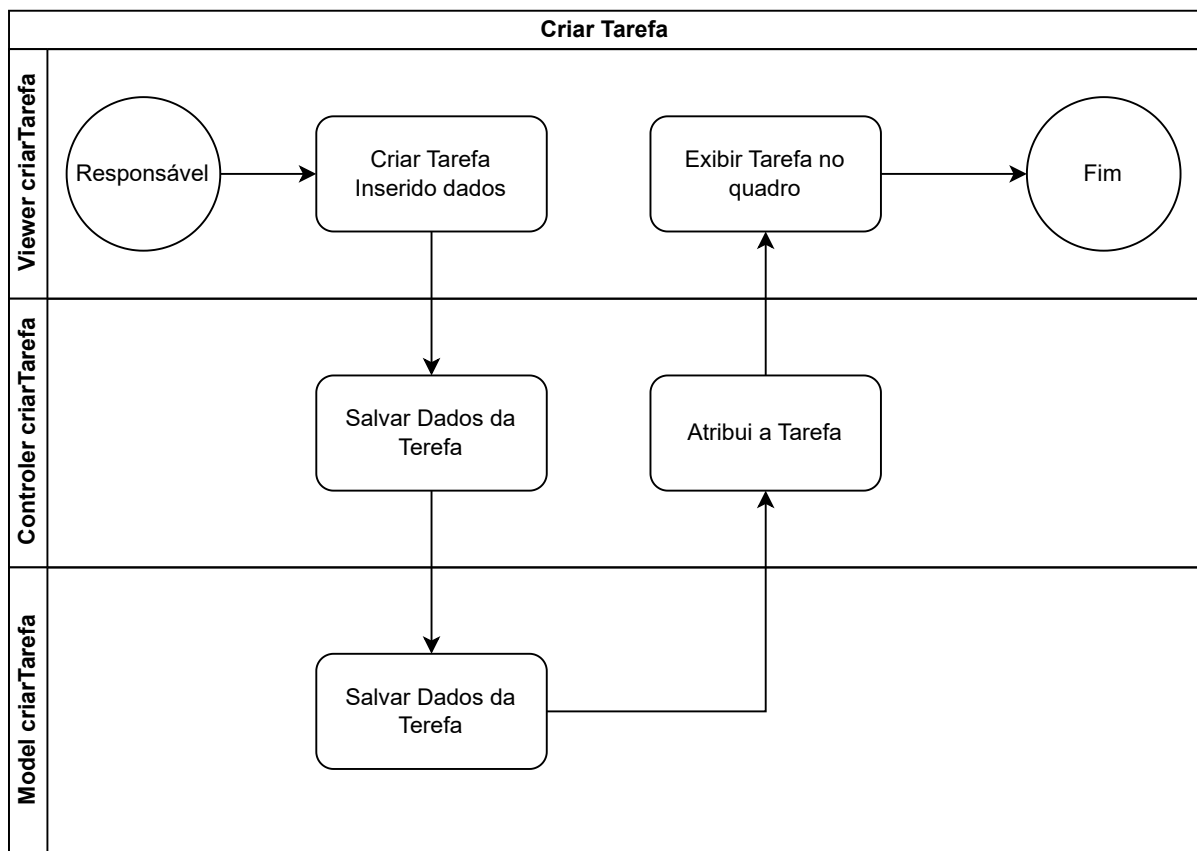 Criar Tarefa
Viewer criarTarefa
Responsável
Criar Tarefa
Inserido dados
Exibir Tarefa no
quadro
Fim
Controler criarTarefa
Salvar Dados da
Terefa
Atribui a Tarefa
Model criarTarefa
Salvar Dados da
Terefa